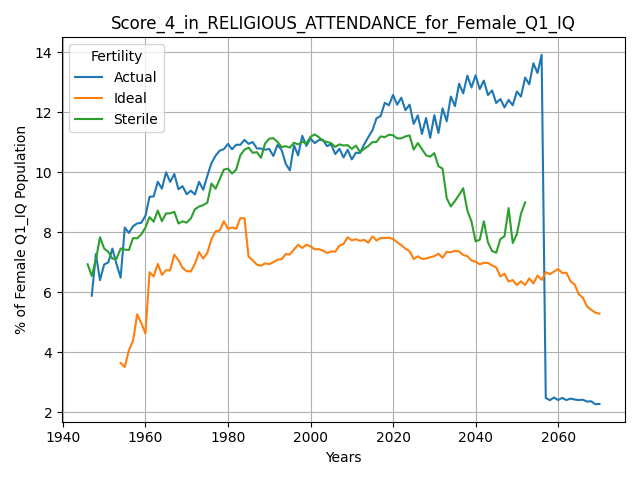 Score_4_in_RELIGIOUS_ATTENDANCE_for_Female_Q1_IQ
Fertility
Actual
Ideal
Sterile
% of Female Q1_IQ Population
14
12
10
8
6
4
2
1940 1960 1980 2000 2020 2040 2060
Years